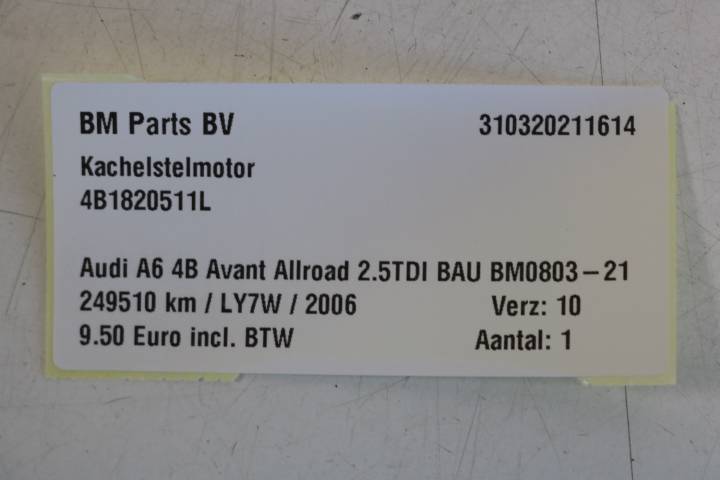 BM Parts BV 310320211614
Kachelstelmotor
4B1820511L
Audi A6 4B Avant Allroad 2.5TDI BAU BM0803-21
249510 km / LY7W / 2006 Verz: 10
9.50 Euro incl. BTW Aantal: 1